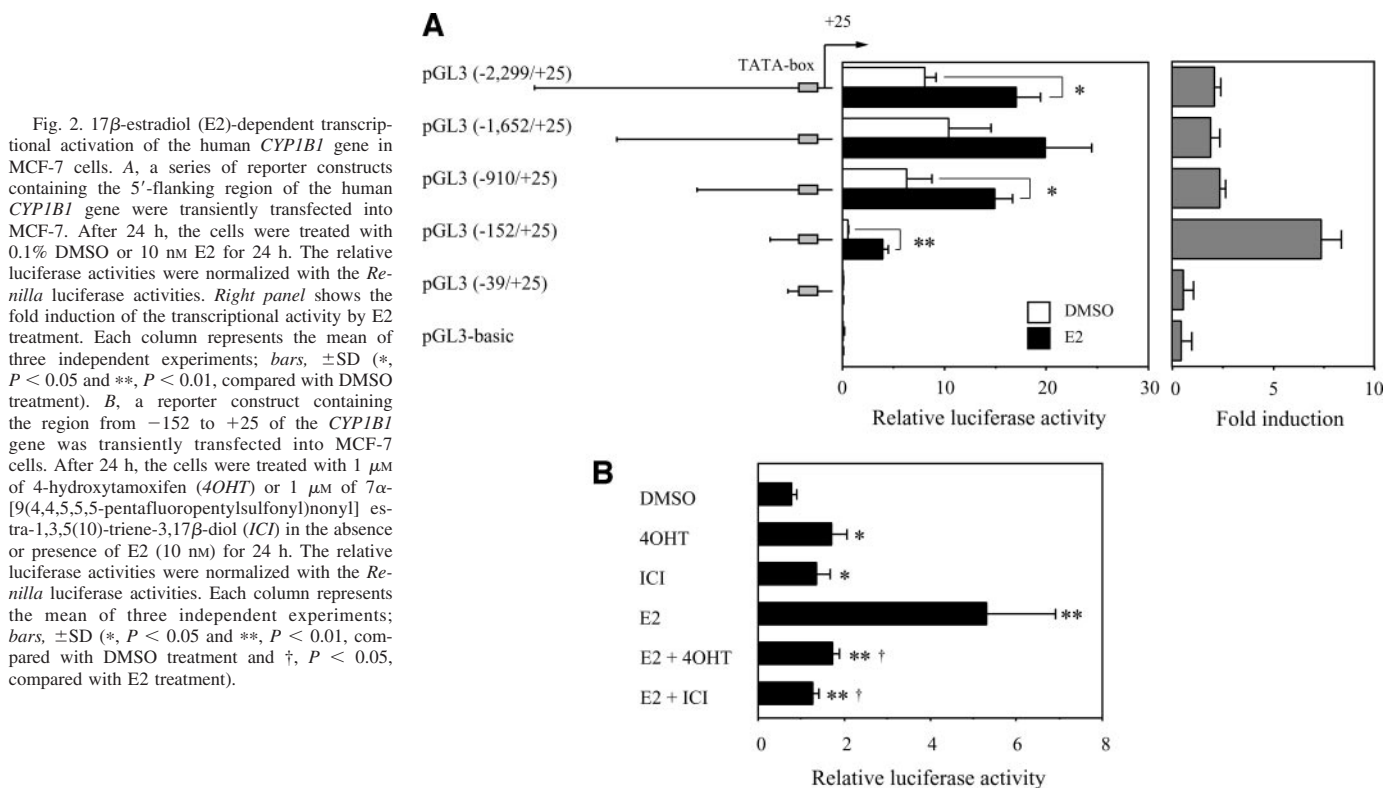 Fig. 2. 17β-estradiol (E2)-dependent transcrip-
tional activation of the human CYP1B1 gene in
MCF-7 cells. A, a series of reporter constructs
containing the 5′-flanking region of the human
CYP1B1 gene were transiently transfected into
MCF-7. After 24 h, the cells were treated with
0.1% DMSO or 10 nM E2 for 24 h. The relative
luciferase activities were normalized with the Re-
nilla luciferase activities. Right panel shows the
fold induction of the transcriptional activity by E2
treatment. Each column represents the mean of
three independent experiments; bars, ±SD (*,
P < 0.05 and **, P < 0.01, compared with DMSO
treatment). B, a reporter construct containing
the region from −152 to +25 of the CYP1B1
gene was transiently transfected into MCF-7
cells. After 24 h, the cells were treated with 1 μM
of 4-hydroxytamoxifen (4OHT) or 1 μM of 7α-
[9(4,4,5,5,5-pentafluoropentylsulfonyl)nonyl] es-
tra-1,3,5(10)-triene-3,17β-diol (ICI) in the absence
or presence of E2 (10 nM) for 24 h. The relative
luciferase activities were normalized with the Re-
nilla luciferase activities. Each column represents
the mean of three independent experiments;
bars, ±SD (*, P < 0.05 and **, P < 0.01, com-
pared with DMSO treatment and †, P < 0.05,
compared with E2 treatment).
A
+25
TATA-box
pGL3 (-2,299/+25)
*
pGL3 (-1,652/+25)
pGL3 (-910/+25)
*
pGL3 (-152/+25)
**
pGL3 (-39/+25)
pGL3-basic
DMSO
E2
0 10 20 30
Relative luciferase activity
0 5 10
Fold induction
B
DMSO
4OHT *
ICI *
E2 **
E2 + 4OHT ** †
E2 + ICI ** †
0 2 4 6 8
Relative luciferase activity